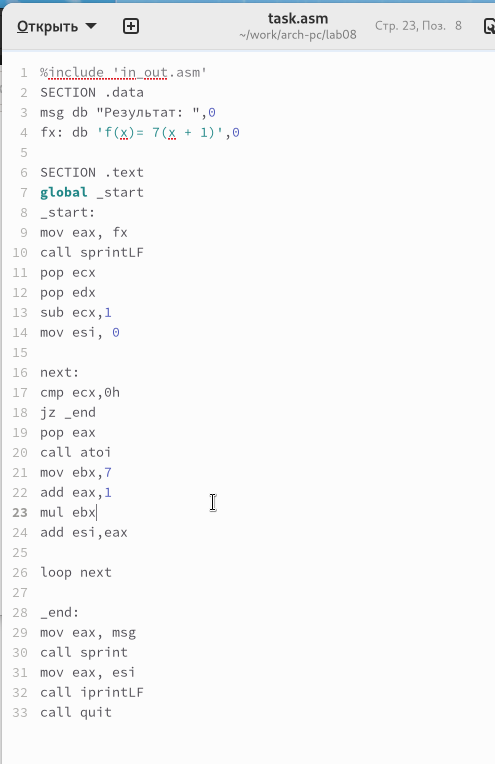 Открыть
task.asm
~/work/arch-pc/lab08
Стр. 23, Поз. 8
1 %include 'in_out.asm'
2 SECTION .data
3 msg db "Результат: ",0
4 fx: db 'f(x)= 7(x + 1)',0
5
6 SECTION .text
7 global _start
8 _start:
9 mov eax, fx
10 call sprintLF
11 pop ecx
12 pop edx
13 sub ecx,1
14 mov esi, 0
15
16 next:
17 cmp ecx,0h
18 jz _end
19 pop eax
20 call atoi
21 mov ebx,7
22 add eax,1
23 mul ebx
24 add esi,eax
25
26 loop next
27
28 _end:
29 mov eax, msg
30 call sprint
31 mov eax, esi
32 call iprintLF
33 call quit